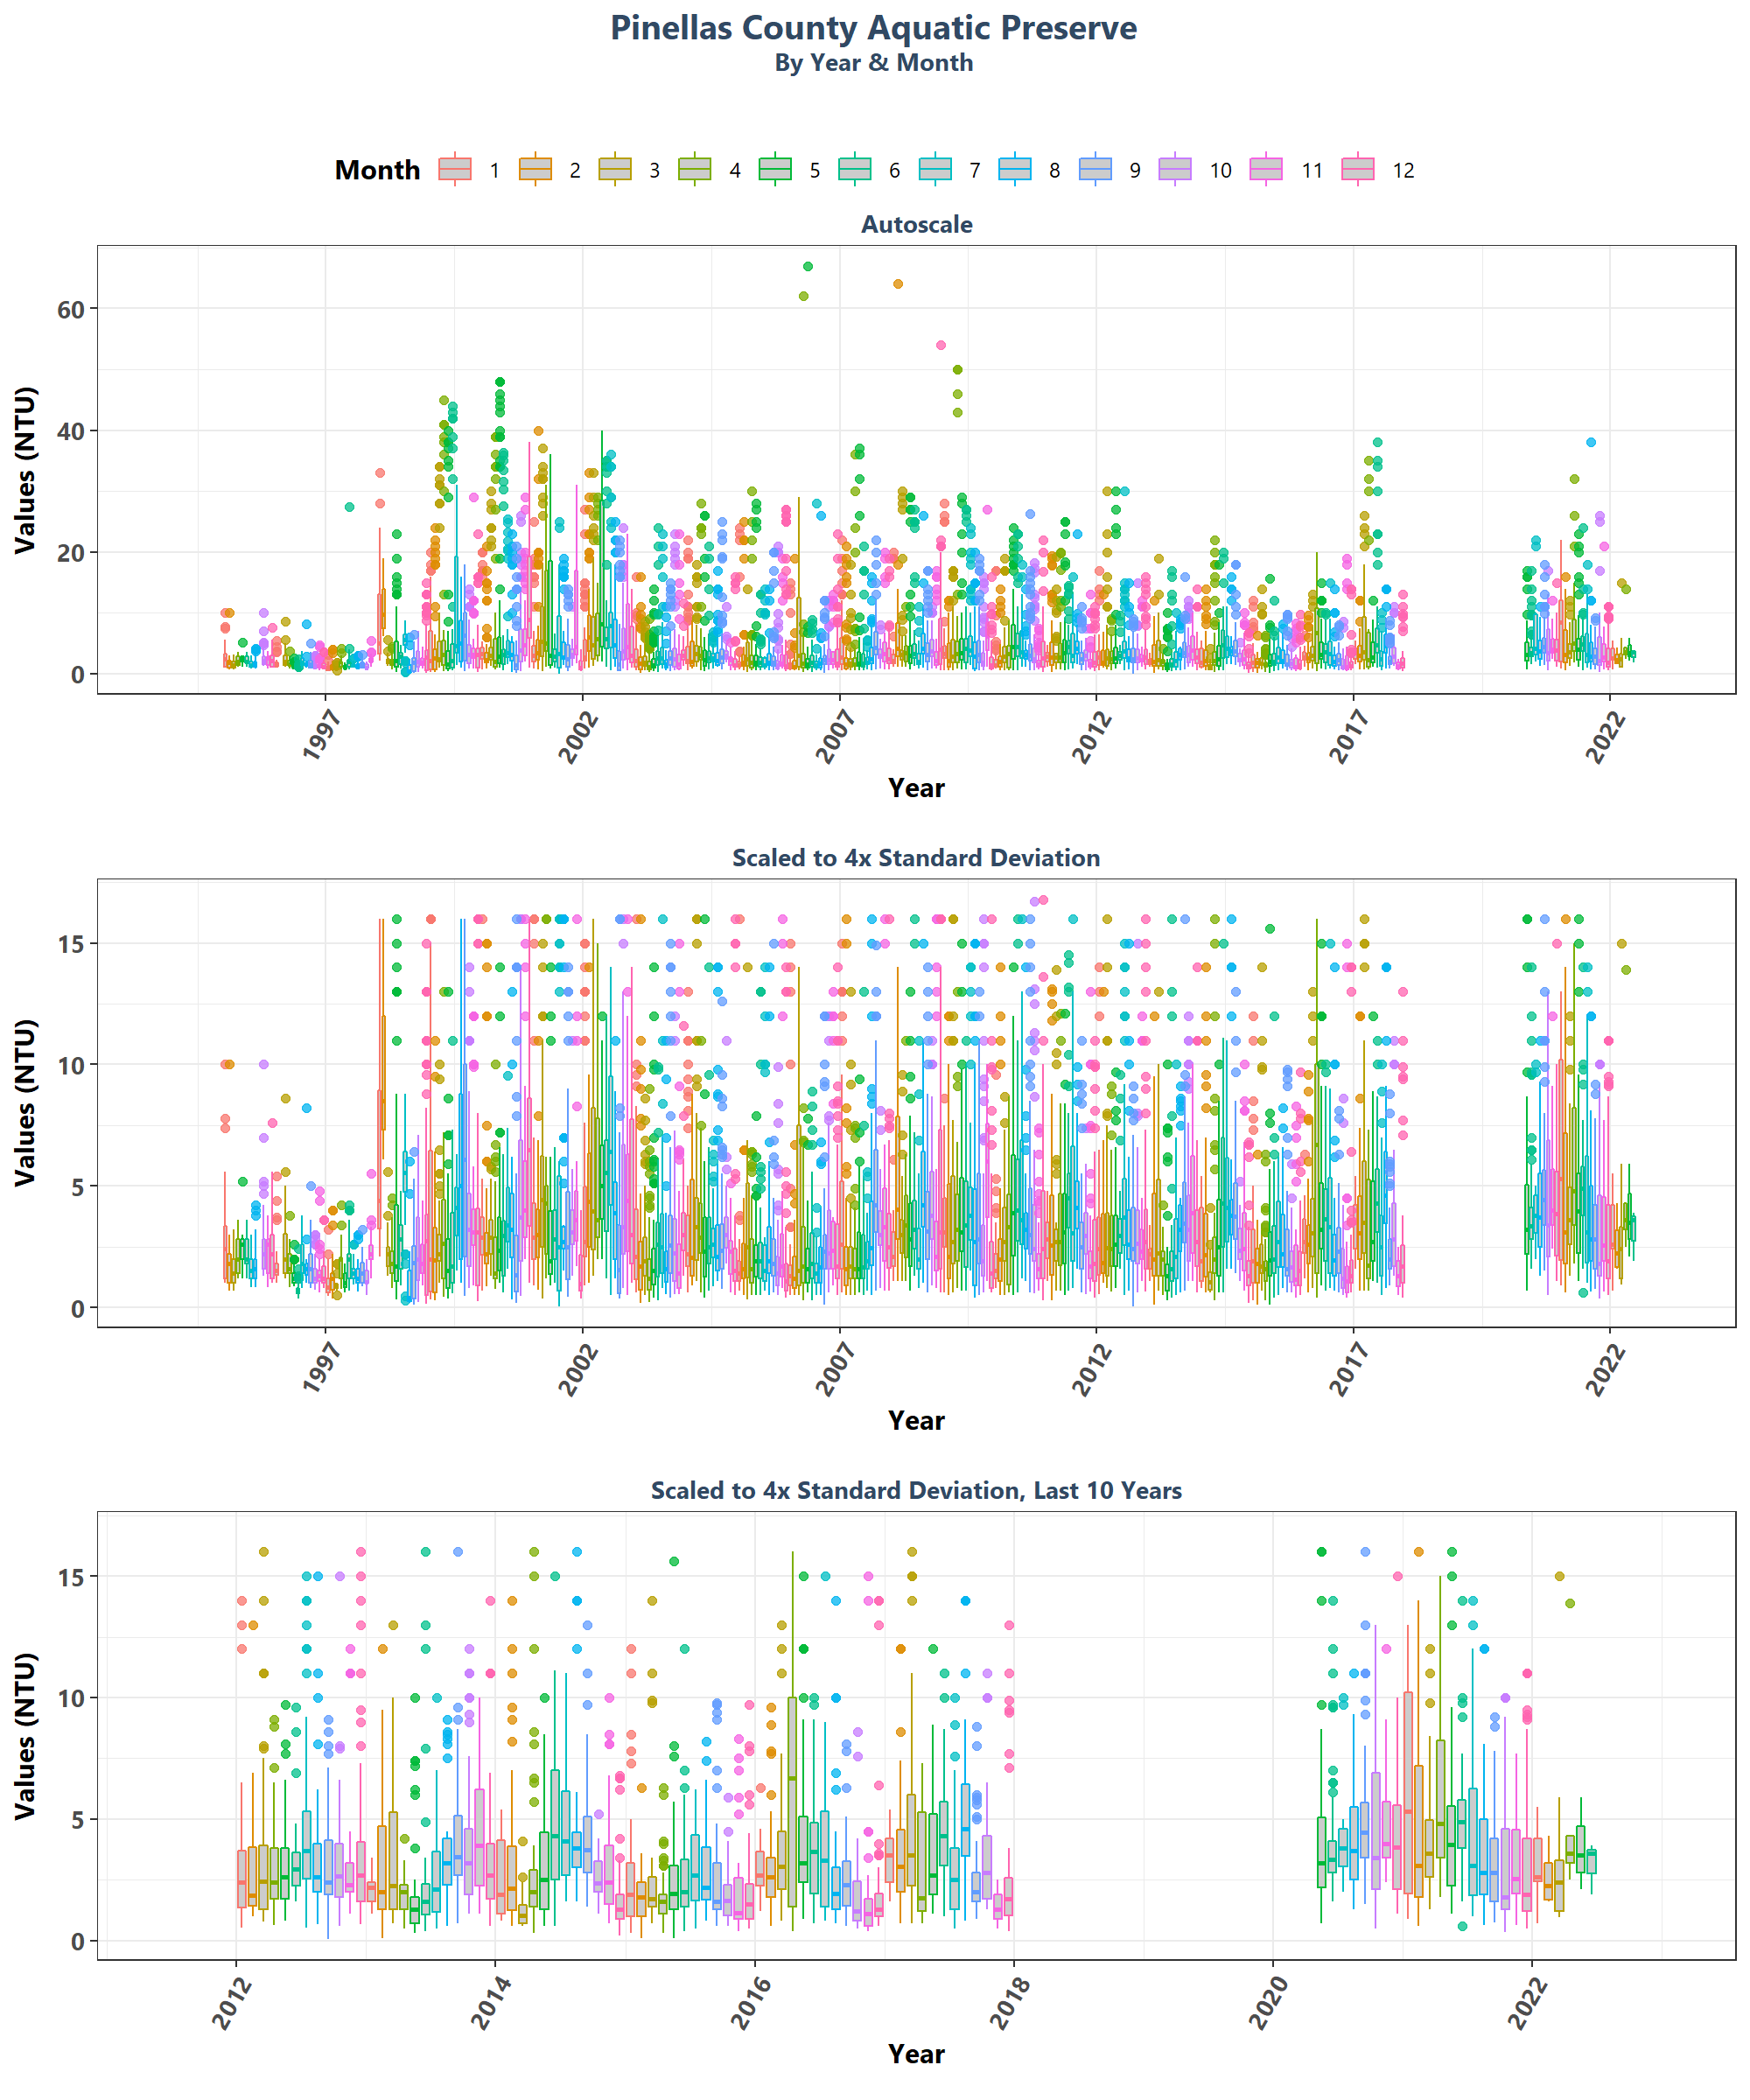 Pinellas County Aquatic Preserve
By Year & Month
Month 1 2 3 4 5 6 7 8 9 10 11 12
Autoscale
Values (NTU)
60
40
20
0
1997 2002 2007 2012 2017 2022
Year
Scaled to 4x Standard Deviation
Values (NTU)
15
10
5
0
1997 2002 2007 2012 2017 2022
Year
Scaled to 4x Standard Deviation, Last 10 Years
Values (NTU)
15
10
5
0
2012 2014 2016 2018 2020 2022
Year